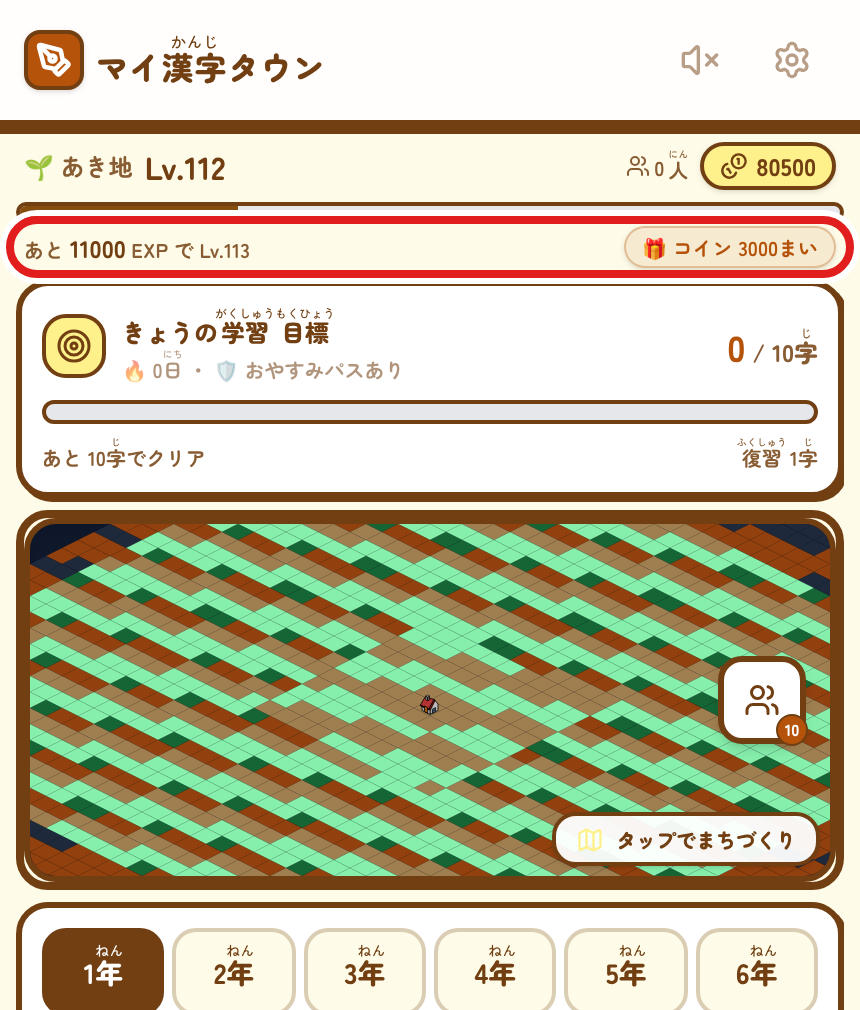 かんじ
マイ漢字タウン
あき地 Lv.112
にん
0人
1
80500
あと 11000 EXP で Lv.113
コイン 3000まい
がくしゅうもくひょう
きょうの学習 目標
にち
0日 ・ おやすみパスあり
じ
0 / 10字
じ
あと 10字でクリア
ふくしゅう じ
復習 1字
10
タップでまちづくり
ねん
1年
ねん
2年
ねん
3年
ねん
4年
ねん
5年
ねん
6年